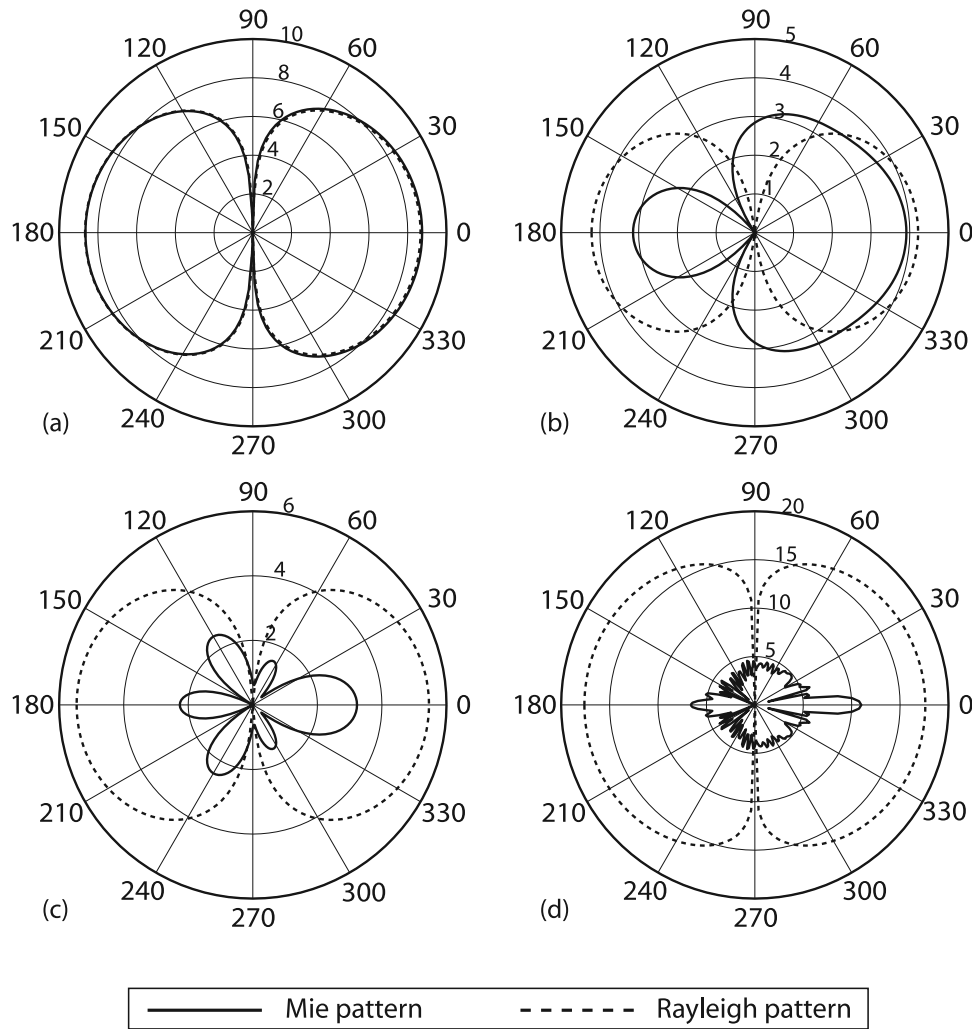 90 90
120 10 60 120 5 60
8 4
150 6 30 150 3 30
4 2
2 1
180 0 180 0
210 330 210 330
(a) 240 300 (b) 240 300
270 270
90 90
120 6 60 120 20 60
4 15
150 30 150 10 30
2 5
180 0 180 0
210 330 210 330
(c) 240 300 (d) 240 300
270 270
Mie pattern Rayleigh pattern